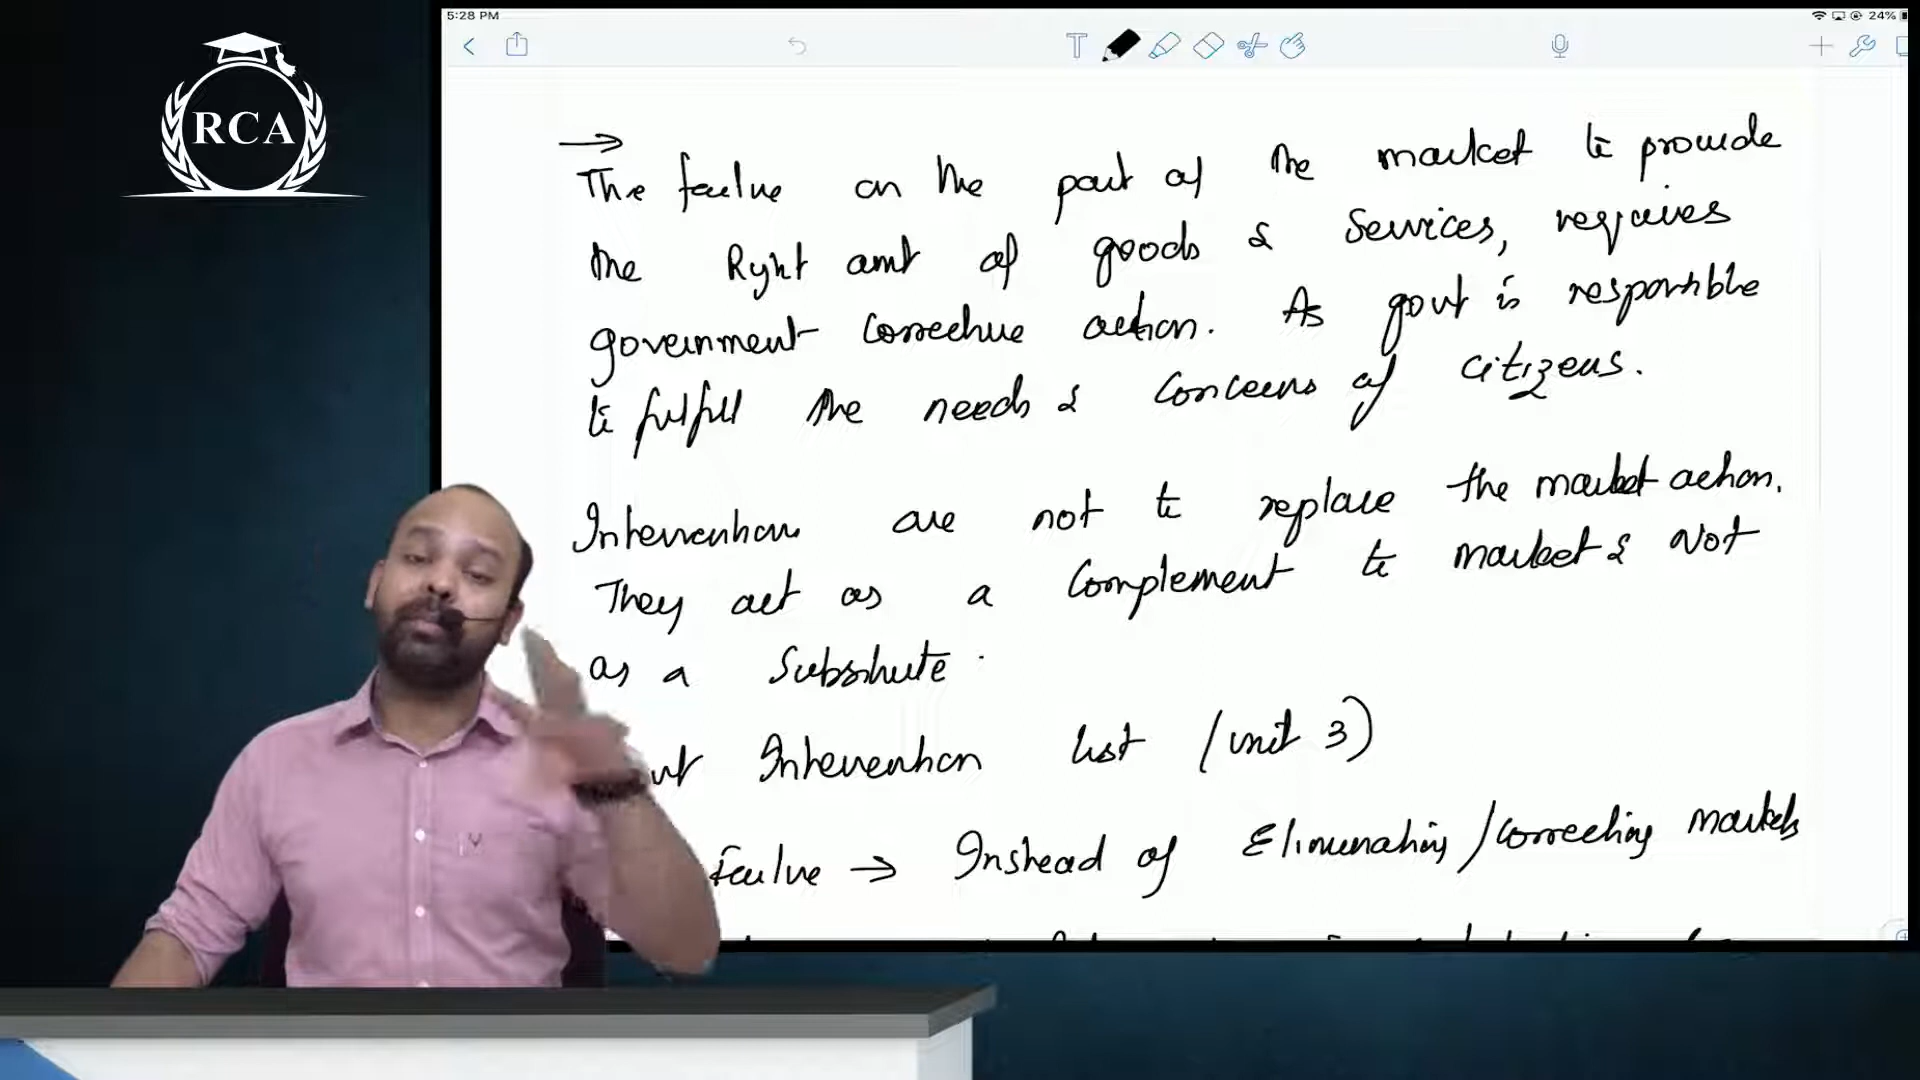 5:28 PM
24%
RCA
The failure on the part of the market to provide
the Right amt of goods & Services, requires
government corrective action. As govt is responsible
to fulfill the needs & concerns of citizens.
Interventions are not to replace the market action.
They act as a complement to market & Not
as a substitute.
Intervention list (unit 3)
Failure → Instead of Eliminating/correcting markets